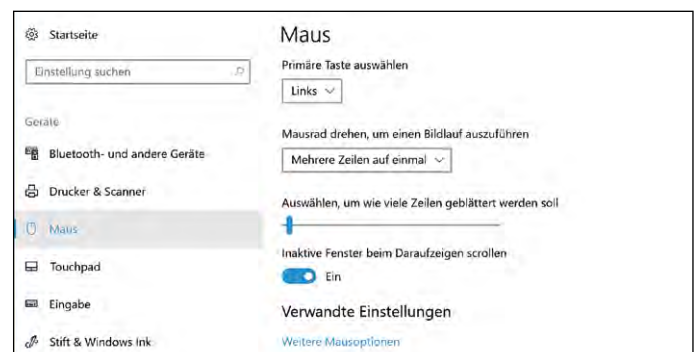 Startseite
Einstellung suchen
Geräte
Bluetooth- und andere Geräte
Drucker & Scanner
Maus
Touchpad
Eingabe
Stift & Windows Ink
Maus
Primäre Taste auswählen
Links
Mausrad drehen, um einen Bildlauf auszuführen
Mehrere Zeilen auf einmal
Auswählen, um wie viele Zeilen geblättert werden soll
Inaktive Fenster beim Daraufzeigen scrollen
Ein
Verwandte Einstellungen
Weitere Mausoptionen